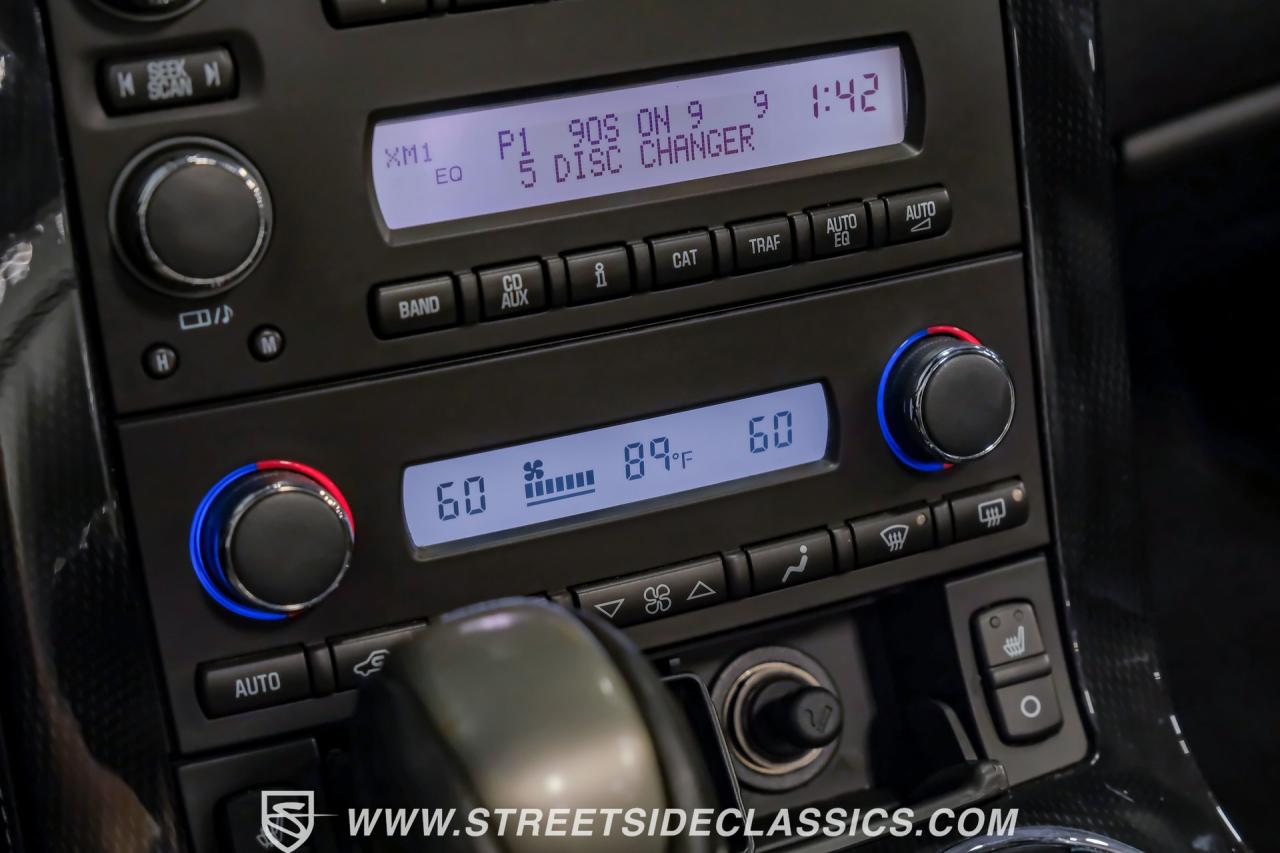 SEEK
SCAN
XM1 P1 90S ON 9 9 1:42
EQ 5 DISC CHANGER
BAND CD AUX i CAT TRAF AUTO EQ AUTO
H M
60 89°F 60
AUTO
WWW.STREETSIDECLASSICS.COM